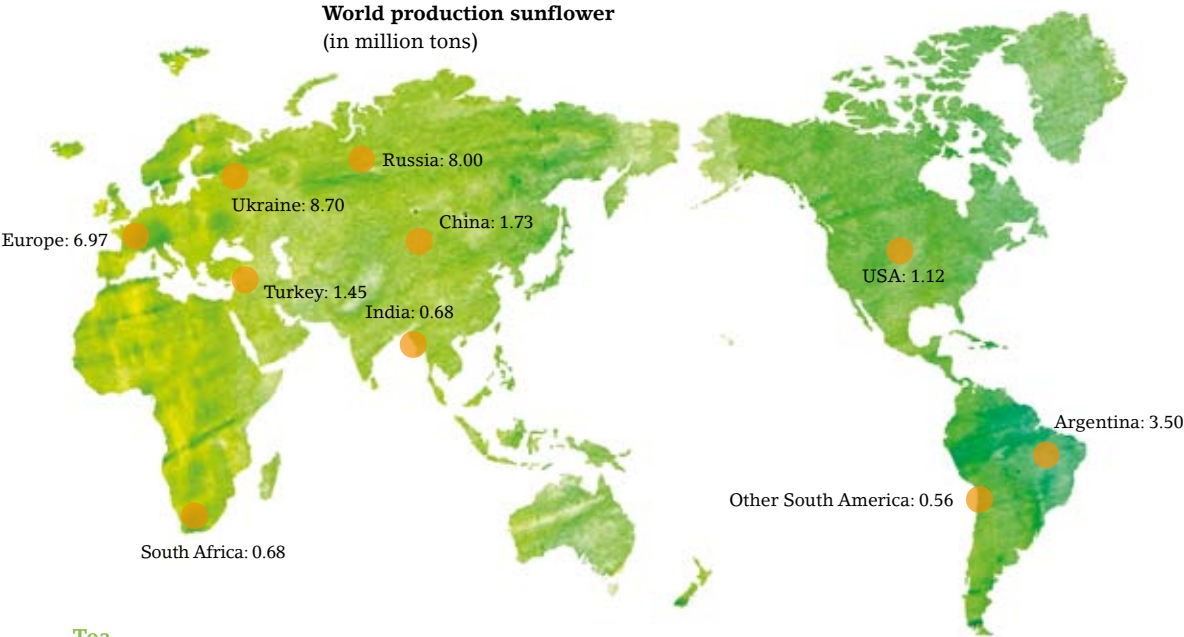 World production sunflower
(in million tons)
Russia: 8.00
Ukraine: 8.70
China: 1.73
Europe: 6.97
USA: 1.12
Turkey: 1.45
India: 0.68
Argentina: 3.50
Other South America: 0.56
South Africa: 0.68
Tea